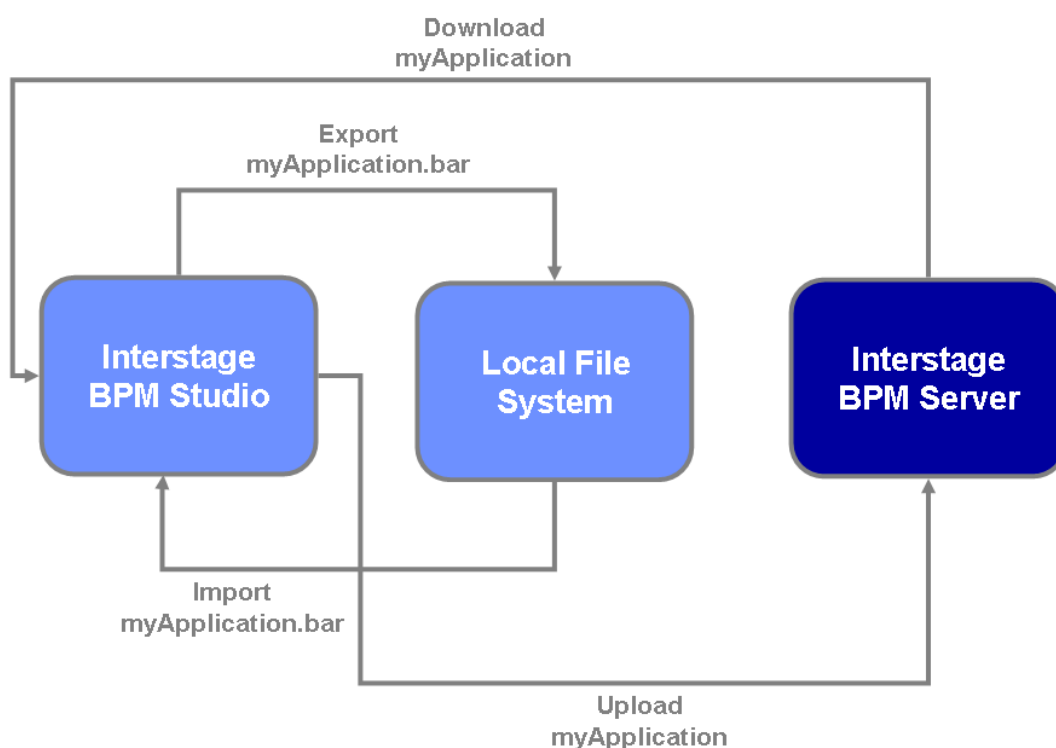 Download
myApplication
Export
myApplication.bar
Interstage
BPM Studio
Local File
System
Interstage
BPM Server
Import
myApplication.bar
Upload
myApplication